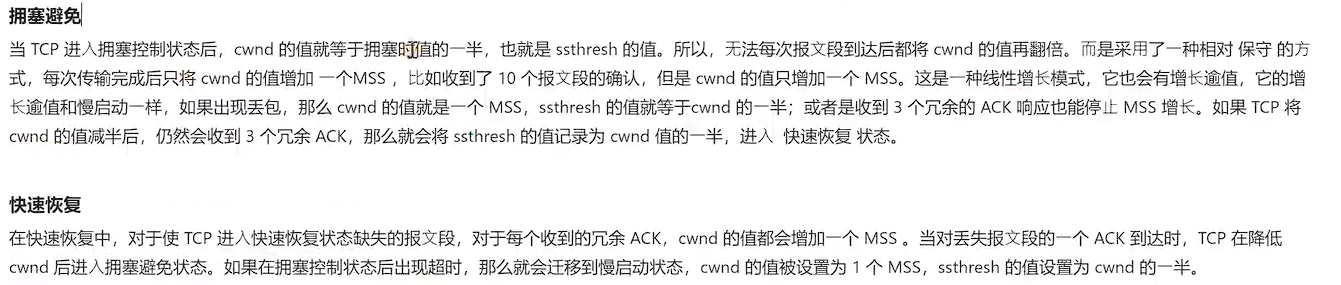 拥塞避免
当 TCP 进入拥塞控制状态后，cwnd 的值就等于拥塞时值的一半，也就是 ssthresh 的值。所以，无法每次报文段到达后都将 cwnd 的值再翻倍。而是采用了一种相对 保守 的方
式，每次传输完成后只将 cwnd 的值增加 一个MSS ，比如收到了 10 个报文段的确认，但是 cwnd 的值只增加一个 MSS。这是一种线性增长模式，它也会有增长逾值，它的增
长逾值和慢启动一样，如果出现丢包，那么 cwnd 的值就是一个 MSS，ssthresh 的值就等于cwnd 的一半；或者是收到 3 个冗余的 ACK 响应也能停止 MSS 增长。如果 TCP 将
cwnd 的值减半后，仍然会收到 3 个冗余 ACK，那么就会将 ssthresh 的值记录为 cwnd 值的一半，进入 快速恢复 状态。
快速恢复
在快速恢复中，对于使 TCP 进入快速恢复状态缺失的报文段，对于每个收到的冗余 ACK，cwnd 的值都会增加一个 MSS 。当对丢失报文段的一个 ACK 到达时，TCP 在降低
cwnd 后进入拥塞避免状态。如果在拥塞控制状态后出现超时，那么就会迁移到慢启动状态，cwnd 的值被设置为 1 个 MSS，ssthresh 的值设置为 cwnd 的一半。